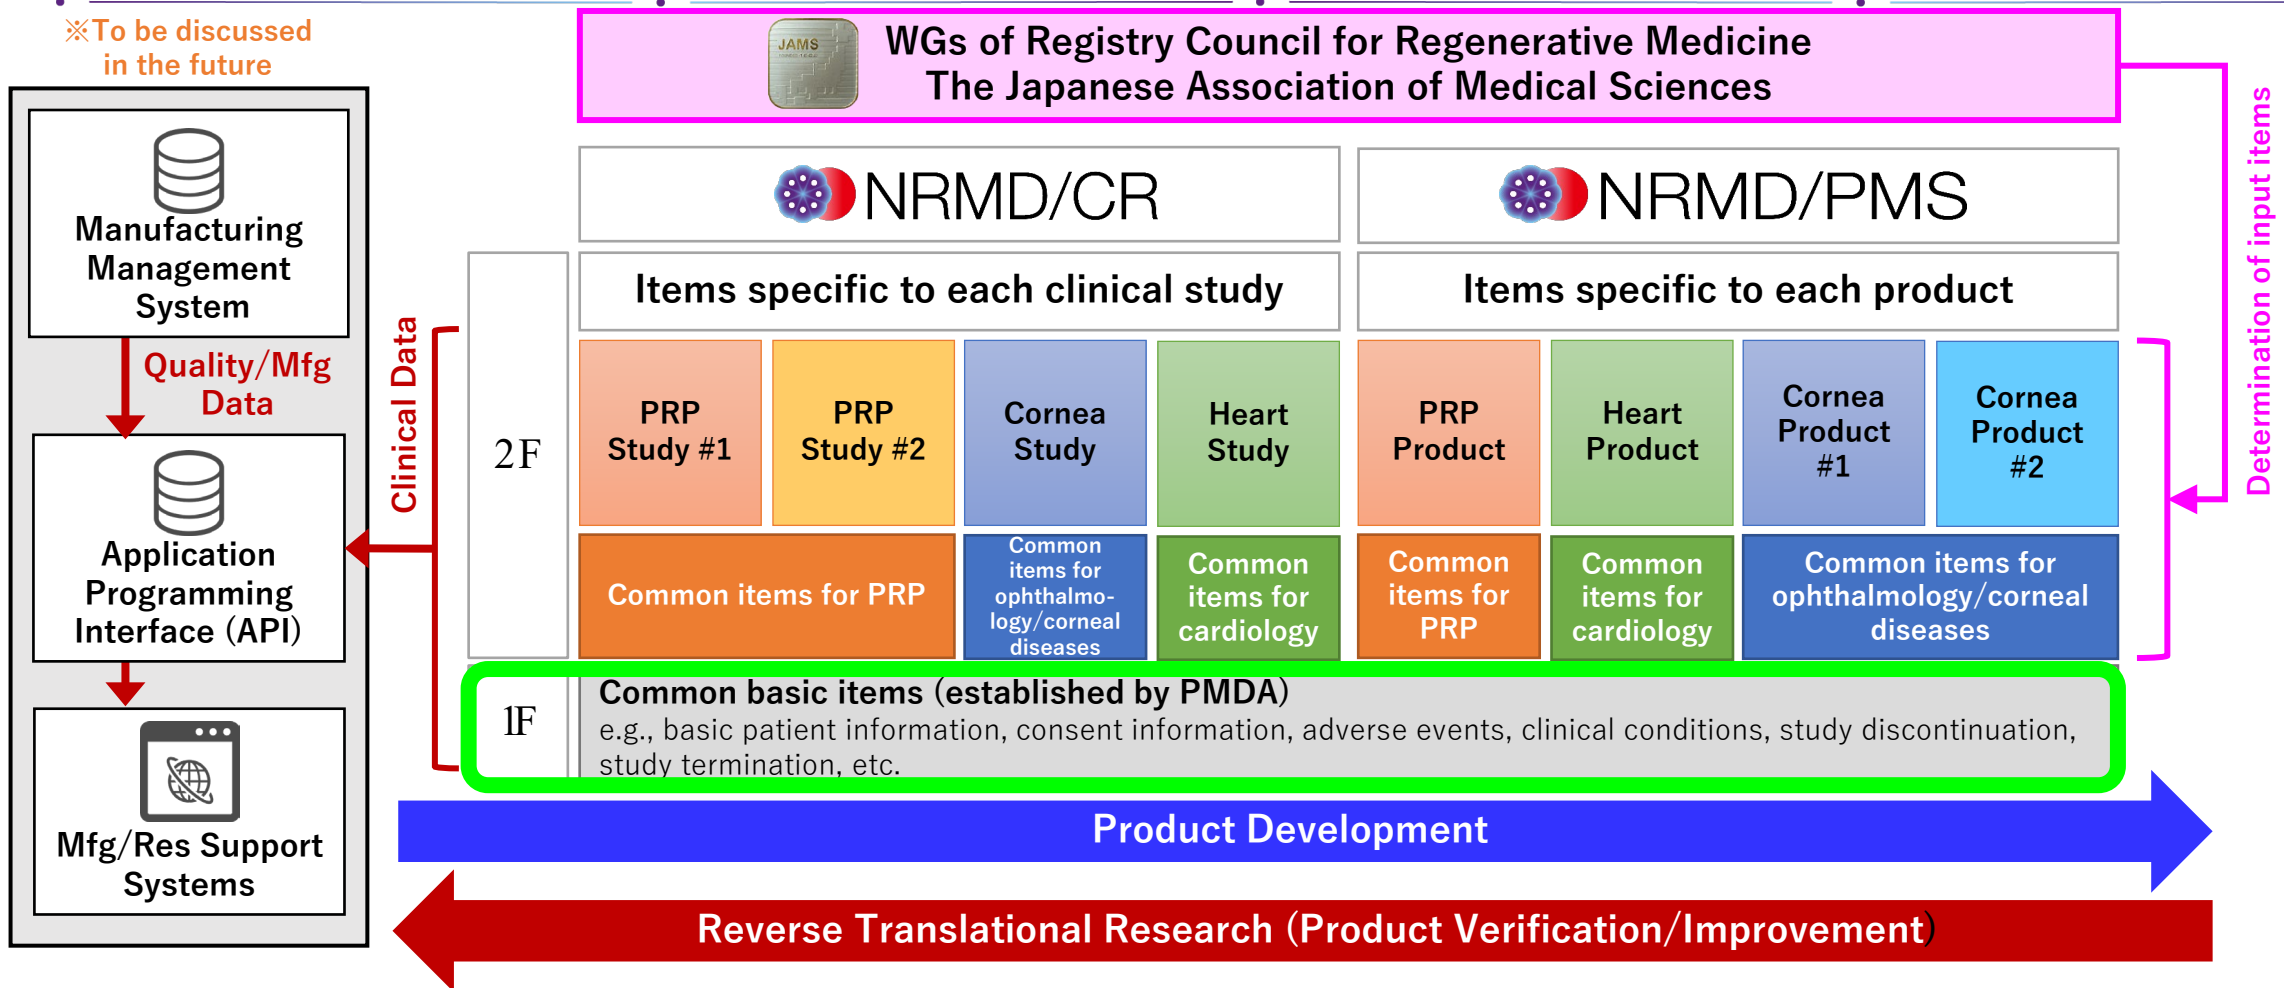 ※To be discussed
in the future
JAMS
WGs of Registry Council for Regenerative Medicine
The Japanese Association of Medical Sciences
Determination of input items
NRMD/CR
NRMD/PMS
Manufacturing
Management
System
Quality/Mfg
Data
Application
Programming
Interface (API)
Mfg/Res Support
Systems
Clinical Data
2F
Items specific to each clinical study
Items specific to each product
PRP
Study #1
PRP
Study #2
Cornea
Study
Heart
Study
PRP
Product
Heart
Product
Cornea
Product
#1
Cornea
Product
#2
Common items for PRP
Common
items for
ophthalmo-
logy/corneal
diseases
Common
items for
cardiology
Common
items for
PRP
Common
items for
cardiology
Common items for
ophthalmology/corneal
diseases
1F
Common basic items (established by PMDA)
e.g., basic patient information, consent information, adverse events, clinical conditions, study discontinuation,
study termination, etc.
Product Development
Reverse Translational Research (Product Verification/Improvement)